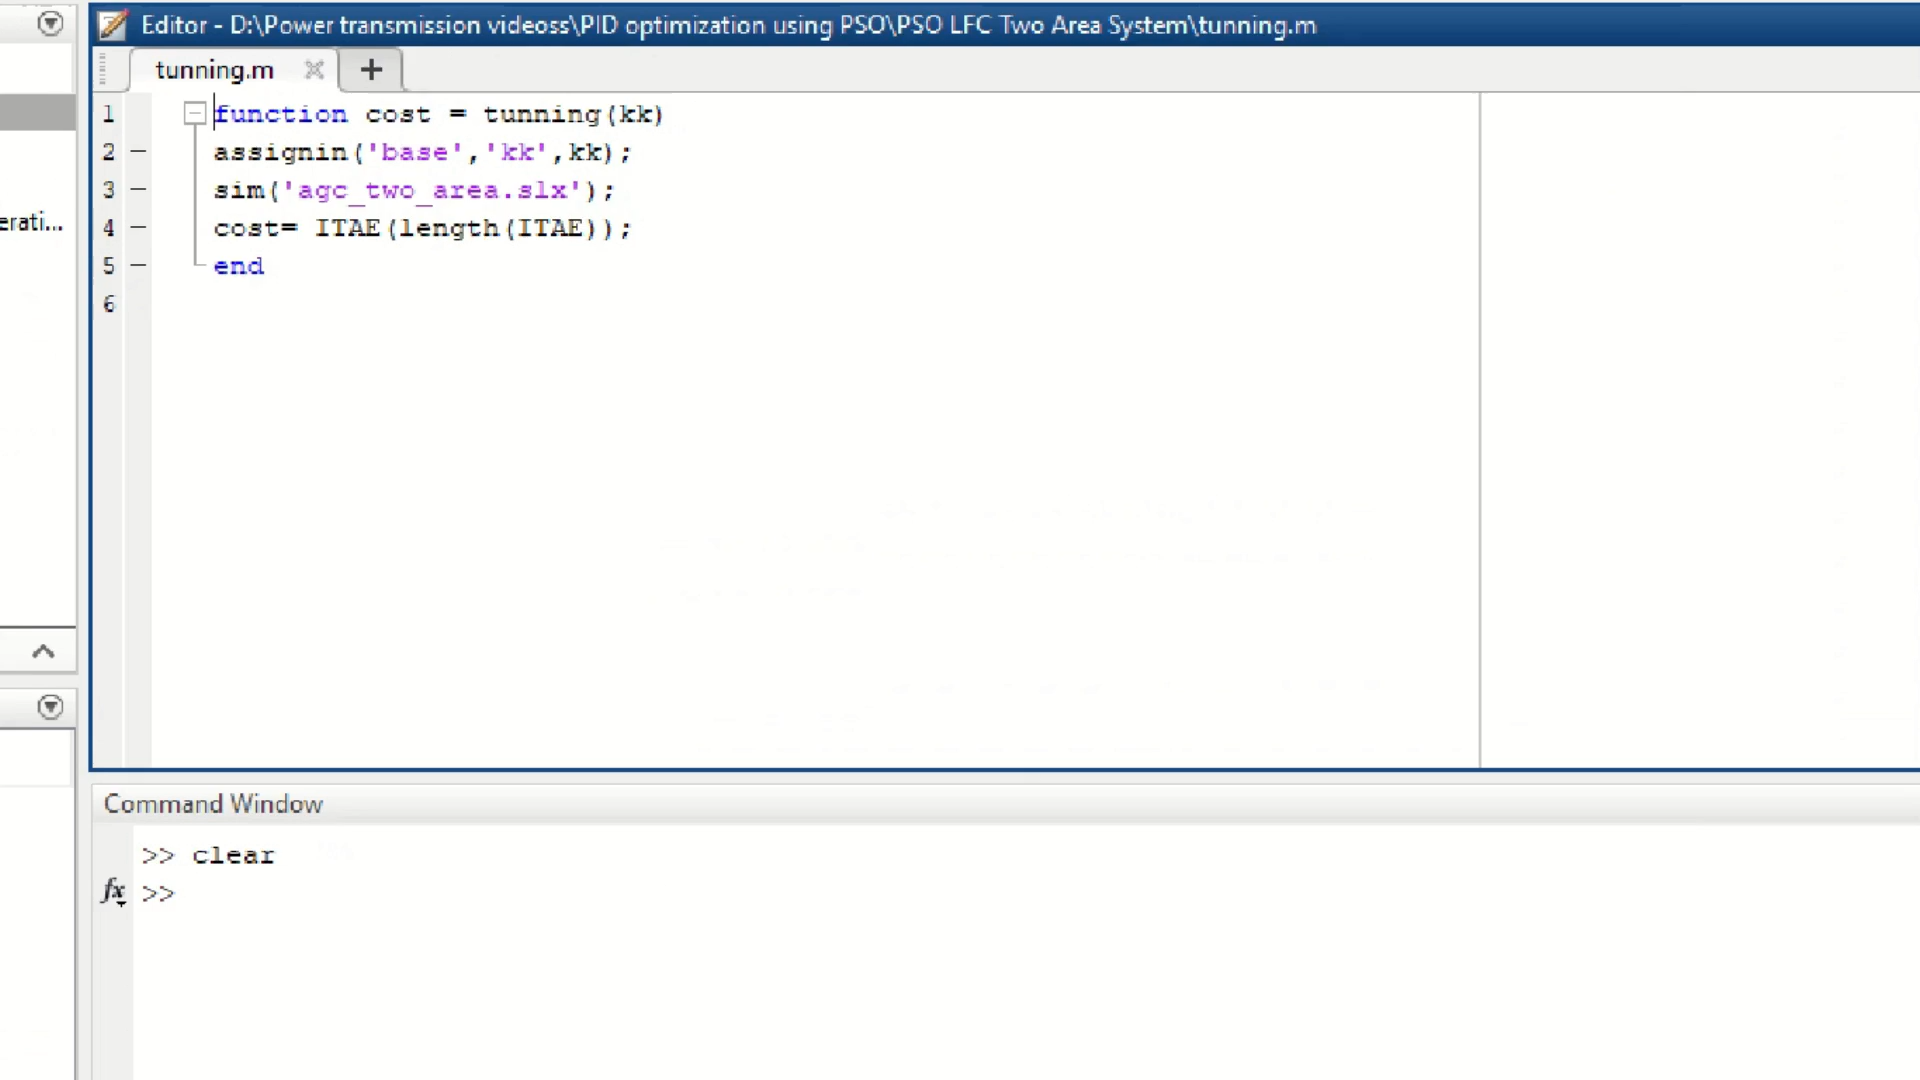 Editor - D:\Power transmission videoss\PID optimization using PSO\PSO LFC Two Area System\tunning.m
tunning.m
1 function cost = tunning(kk)
2 assignin('base','kk',kk);
3 sim('agc_two_area.slx');
4 cost= ITAE(length(ITAE));
5 end
6
erati...
Command Window
>> clear
fx >>